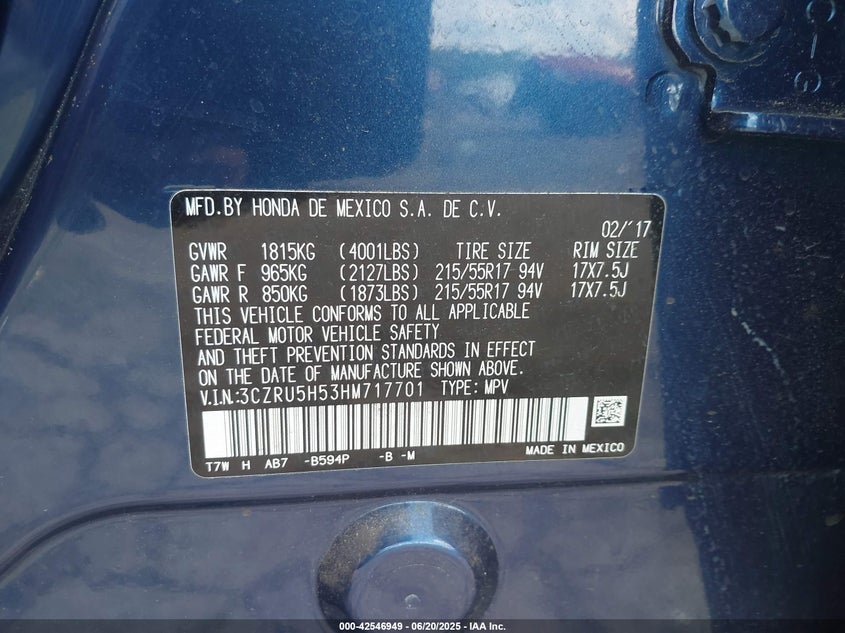 MFD.BY HONDA DE MEXICO S.A. DE C.V.
02/'17
GVWR 1815KG (4001LBS) TIRE SIZE RIM SIZE
GAWR F 965KG (2127LBS) 215/55R17 94V 17X7.5J
GAWR R 850KG (1873LBS) 215/55R17 94V 17X7.5J
THIS VEHICLE CONFORMS TO ALL APPLICABLE
FEDERAL MOTOR VEHICLE SAFETY
AND THEFT PREVENTION STANDARDS IN EFFECT
ON THE DATE OF MANUFACTURE SHOWN ABOVE.
V.I.N:3CZRU5H53HM717701 TYPE: MPV
T7W H AB7 -B594P -B -M MADE IN MEXICO
000-42546949 - 06/20/2025 - IAA Inc.